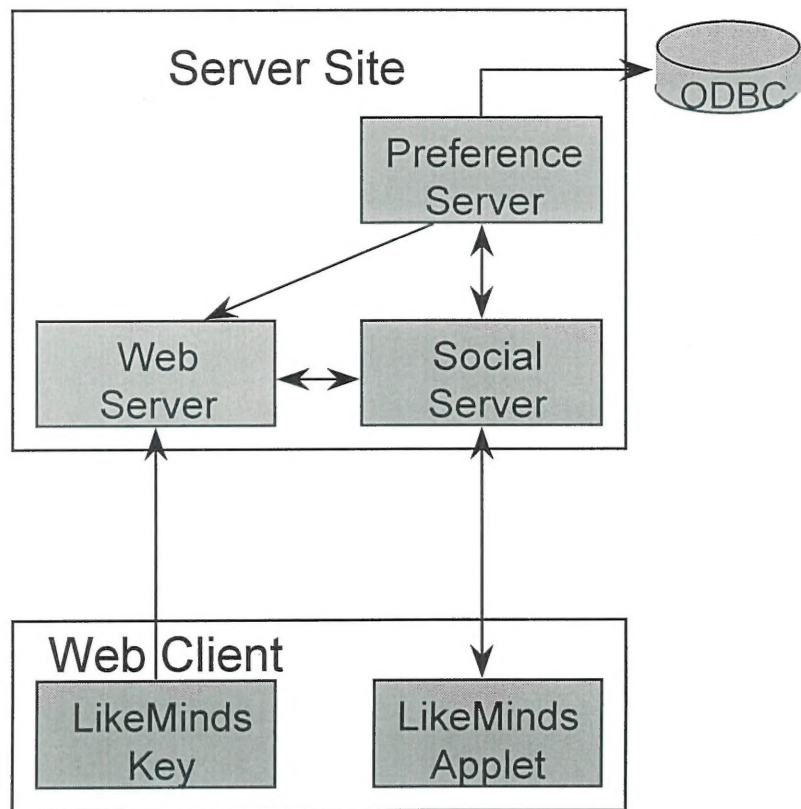 Server Site
ODBC
Preference
Server
Web
Server
Social
Server
Web Client
LikeMinds
Key
LikeMinds
Applet